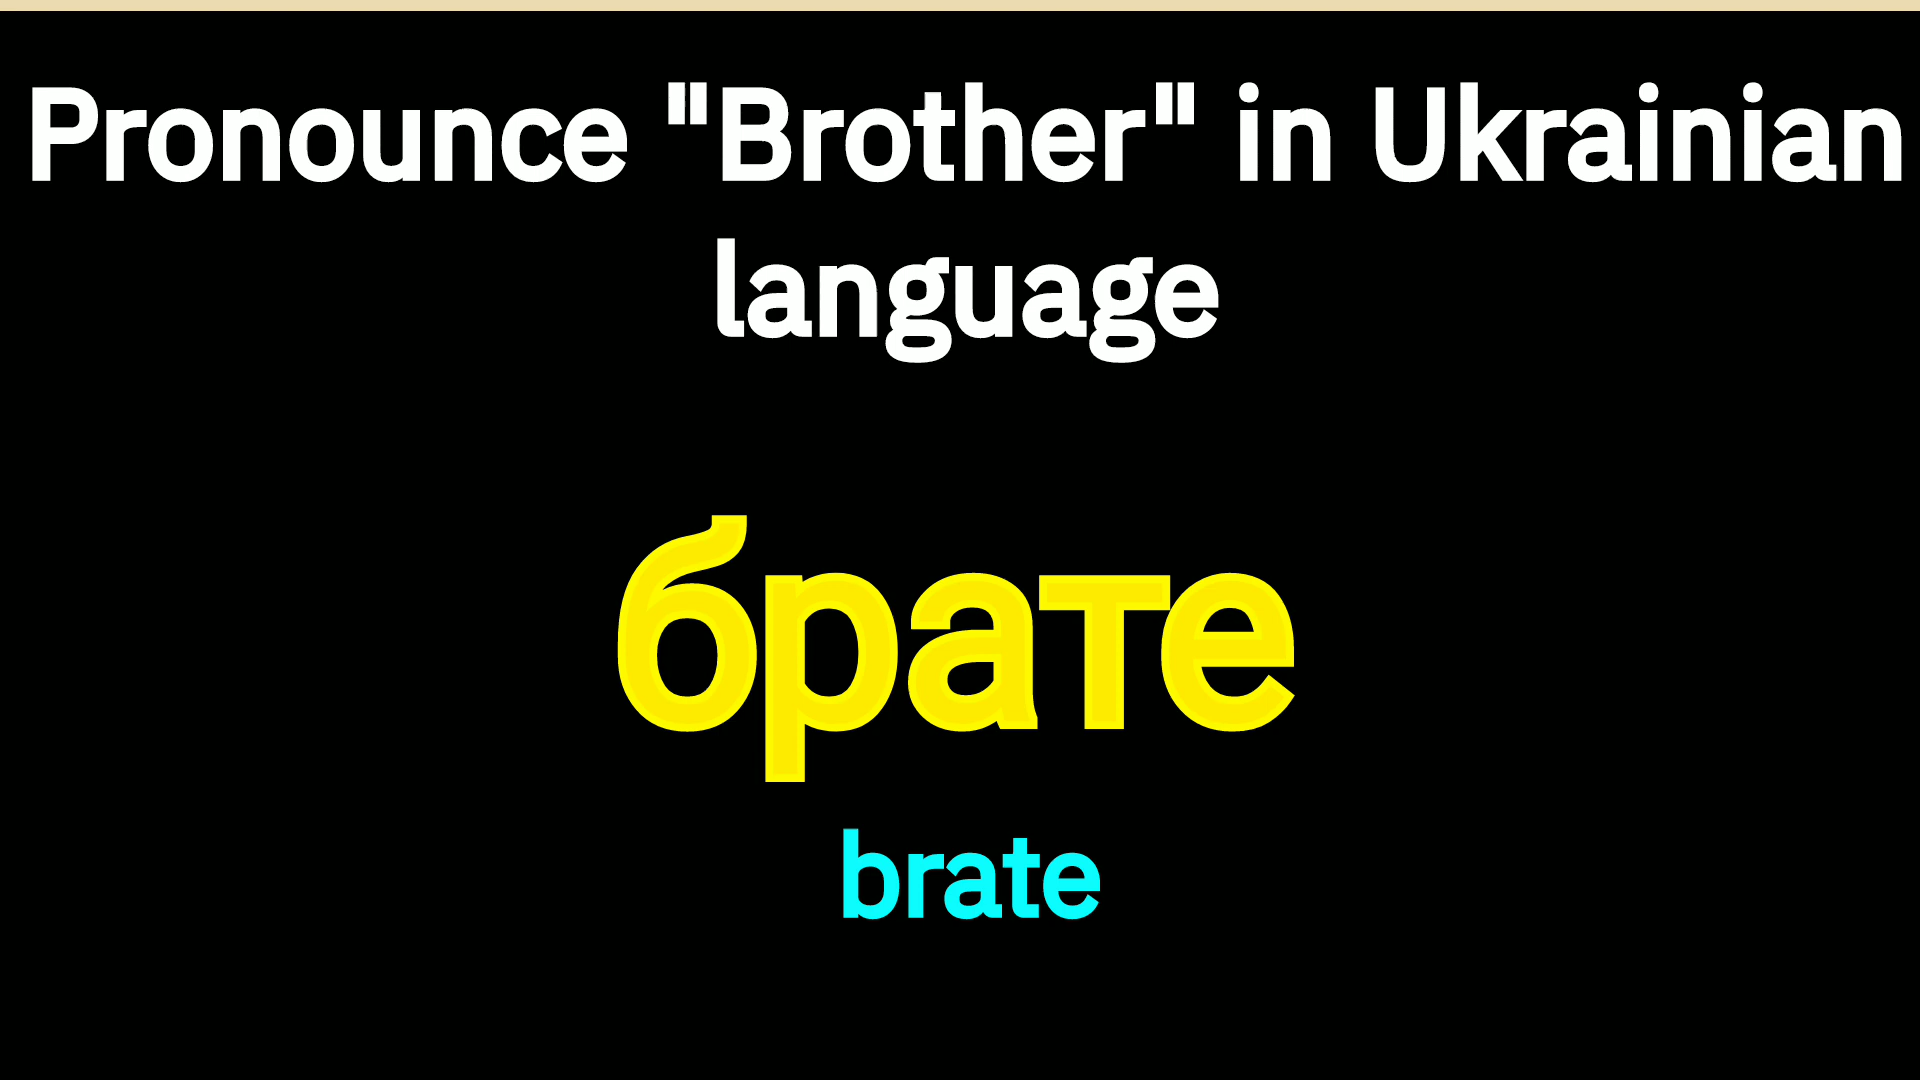 Pronounce "Brother" in Ukrainian
language
брате
brate